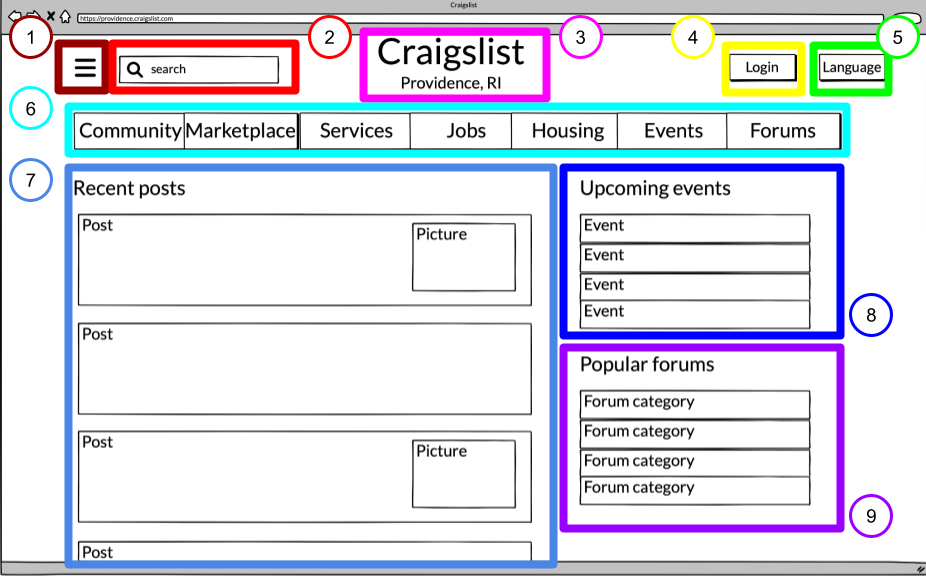 Craigslist
https://providence.craigslist.com
1
2
3
4
5
search
Craigslist
Providence, RI
Login
Language
6
Community Marketplace Services Jobs Housing Events Forums
7
Recent posts
Post
Picture
Post
Post
Picture
Post
Upcoming events
Event
Event
Event
Event
8
Popular forums
Forum category
Forum category
Forum category
Forum category
9